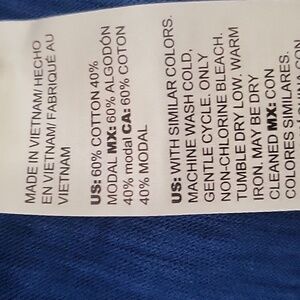 MADE IN VIETNAM/ HECHO
EN VIETNAM/ FABRIQUÉ AU
VIETNAM
US: 60% COTTON 40%
MODAL MX: 60% ALGODÓN
40% modal CA: 60% COTON
40% MODAL
US: WITH SIMILAR COLORS.
MACHINE WASH COLD,
GENTLE CYCLE. ONLY
NON-CHLORINE BLEACH.
TUMBLE DRY LOW. WARM
IRON. MAY BE DRY
CLEANED MX: CON
COLORES SIMILARES.